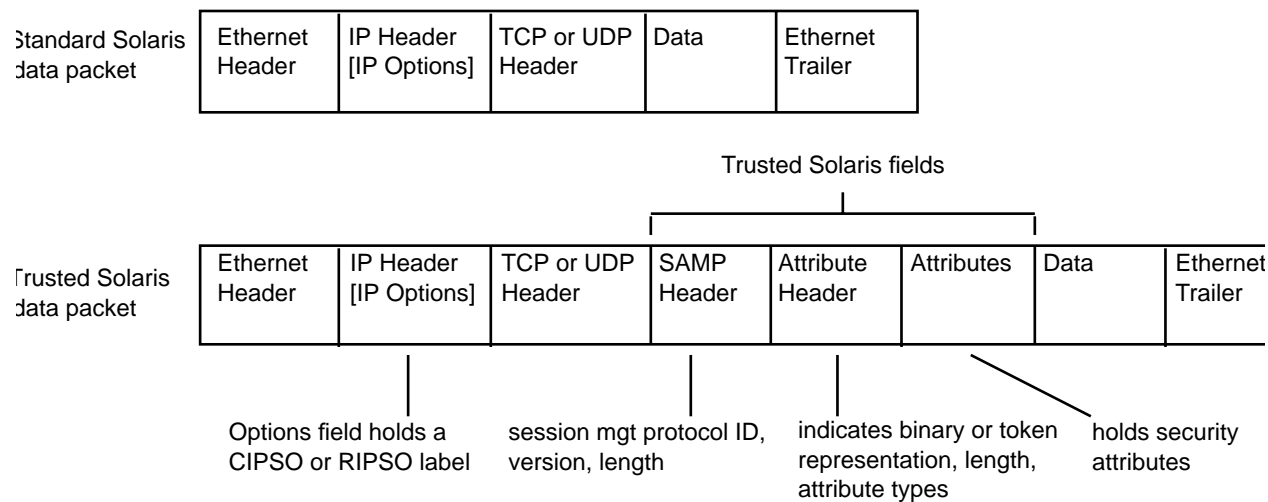 Standard Solaris
data packet
Ethernet
Header
IP Header
[IP Options]
TCP or UDP
Header
Data
Ethernet
Trailer
Trusted Solaris fields
Trusted Solaris
data packet
Ethernet
Header
IP Header
[IP Options]
TCP or UDP
Header
SAMP
Header
Attribute
Header
Attributes
Data
Ethernet
Trailer
Options field holds a
CIPSO or RIPSO label
session mgt protocol ID,
version, length
indicates binary or token
representation, length,
attribute types
holds security
attributes